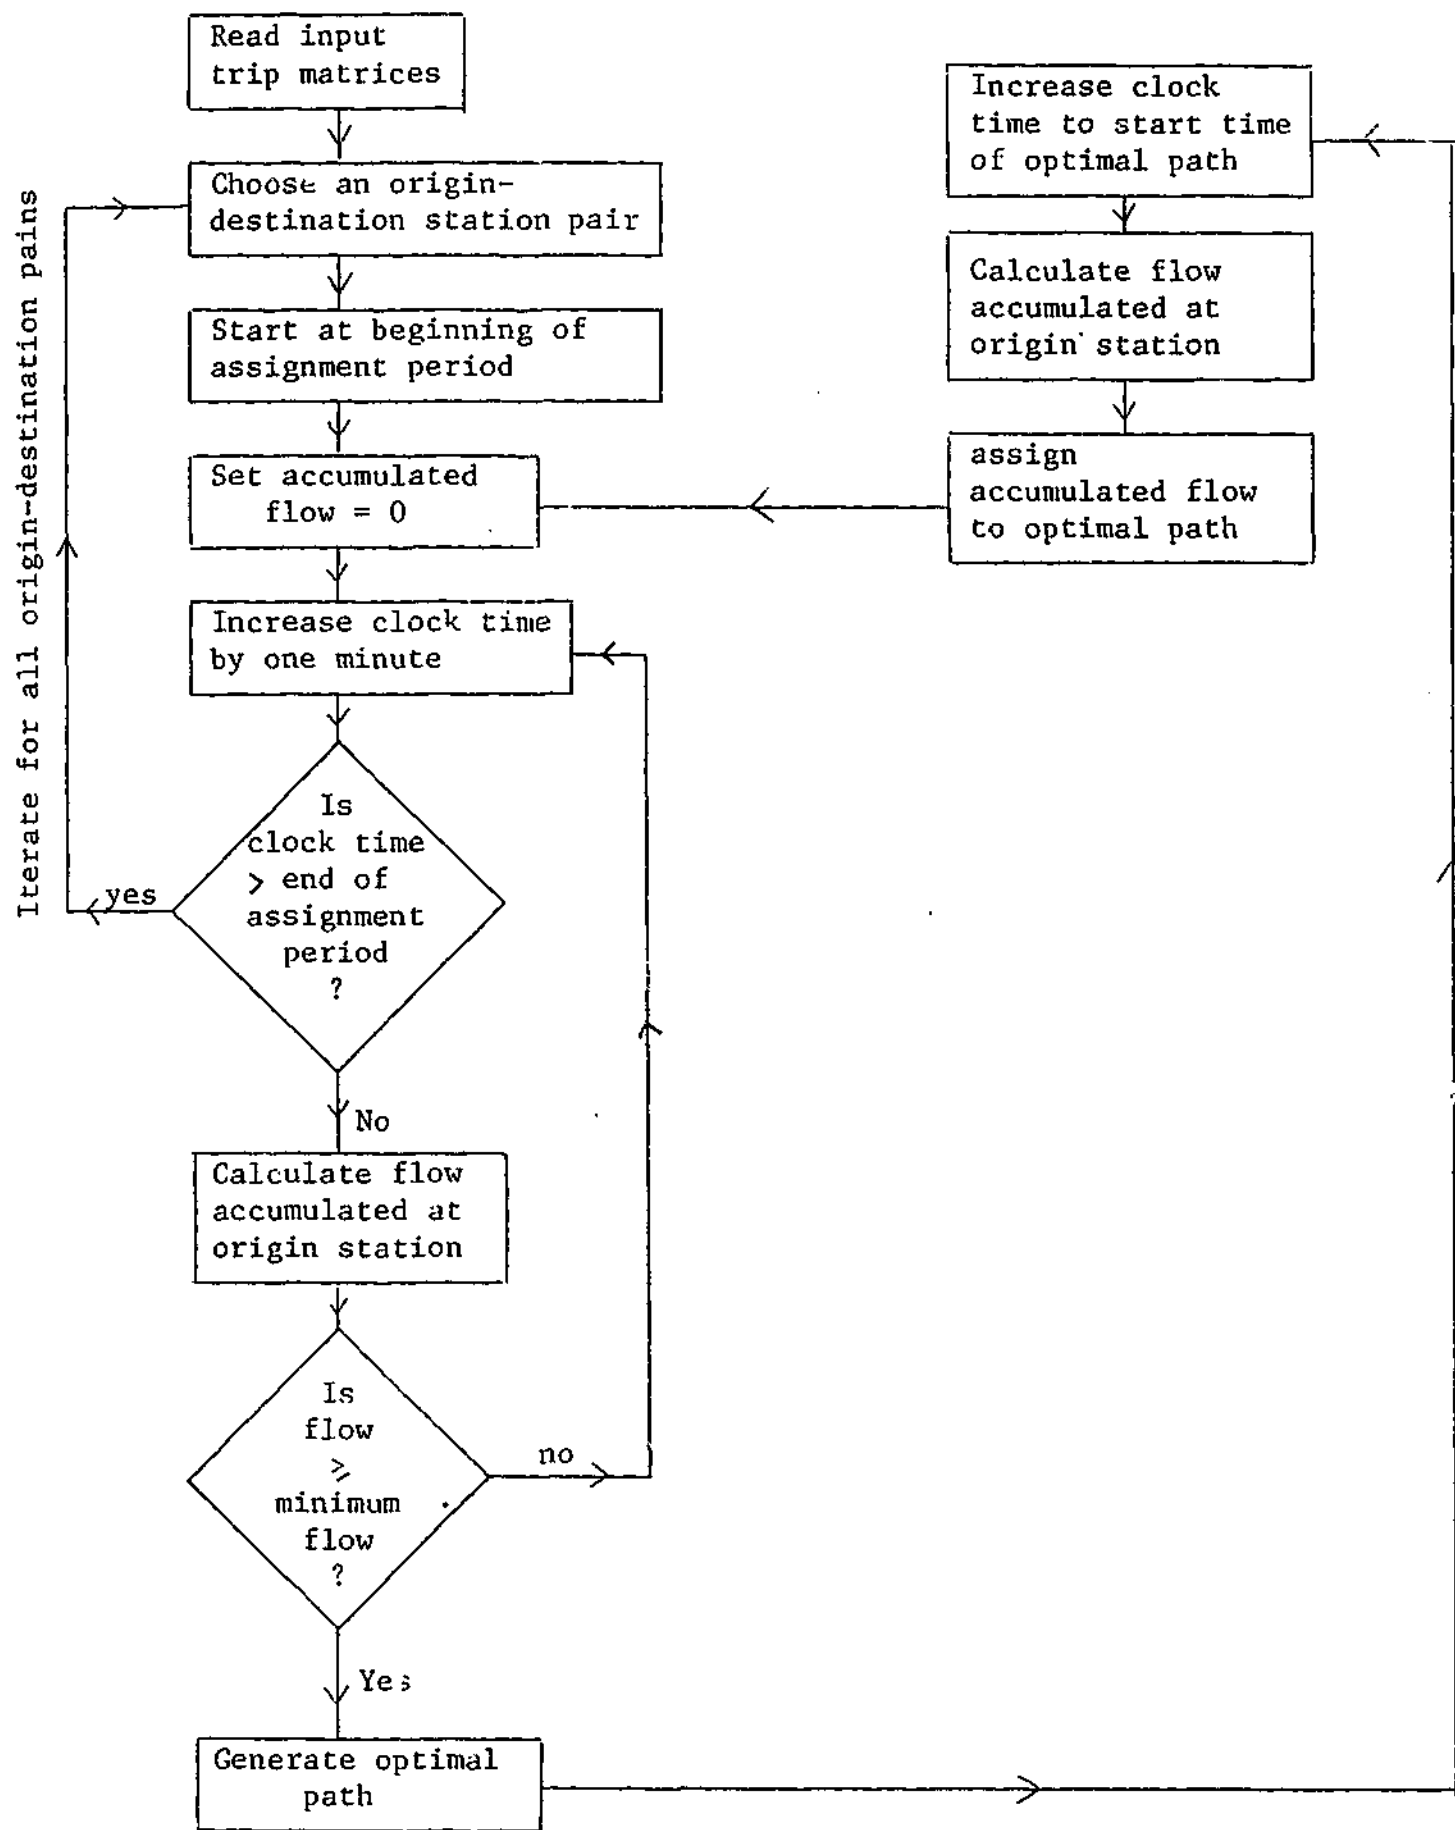 Read input
trip matrices
Choose an origin-
destination station pair
Start at beginning of
assignment period
Set accumulated
flow = 0
Increase clock time
by one minute
Is
clock time
> end of
assignment
period
?
yes
No
Calculate flow
accumulated at
origin station
Is
flow
⩾
minimum
flow
?
no
Yes
Generate optimal
path
Increase clock
time to start time
of optimal path
Calculate flow
accumulated at
origin station
assign
accumulated flow
to optimal path
Iterate for all origin-destination pains